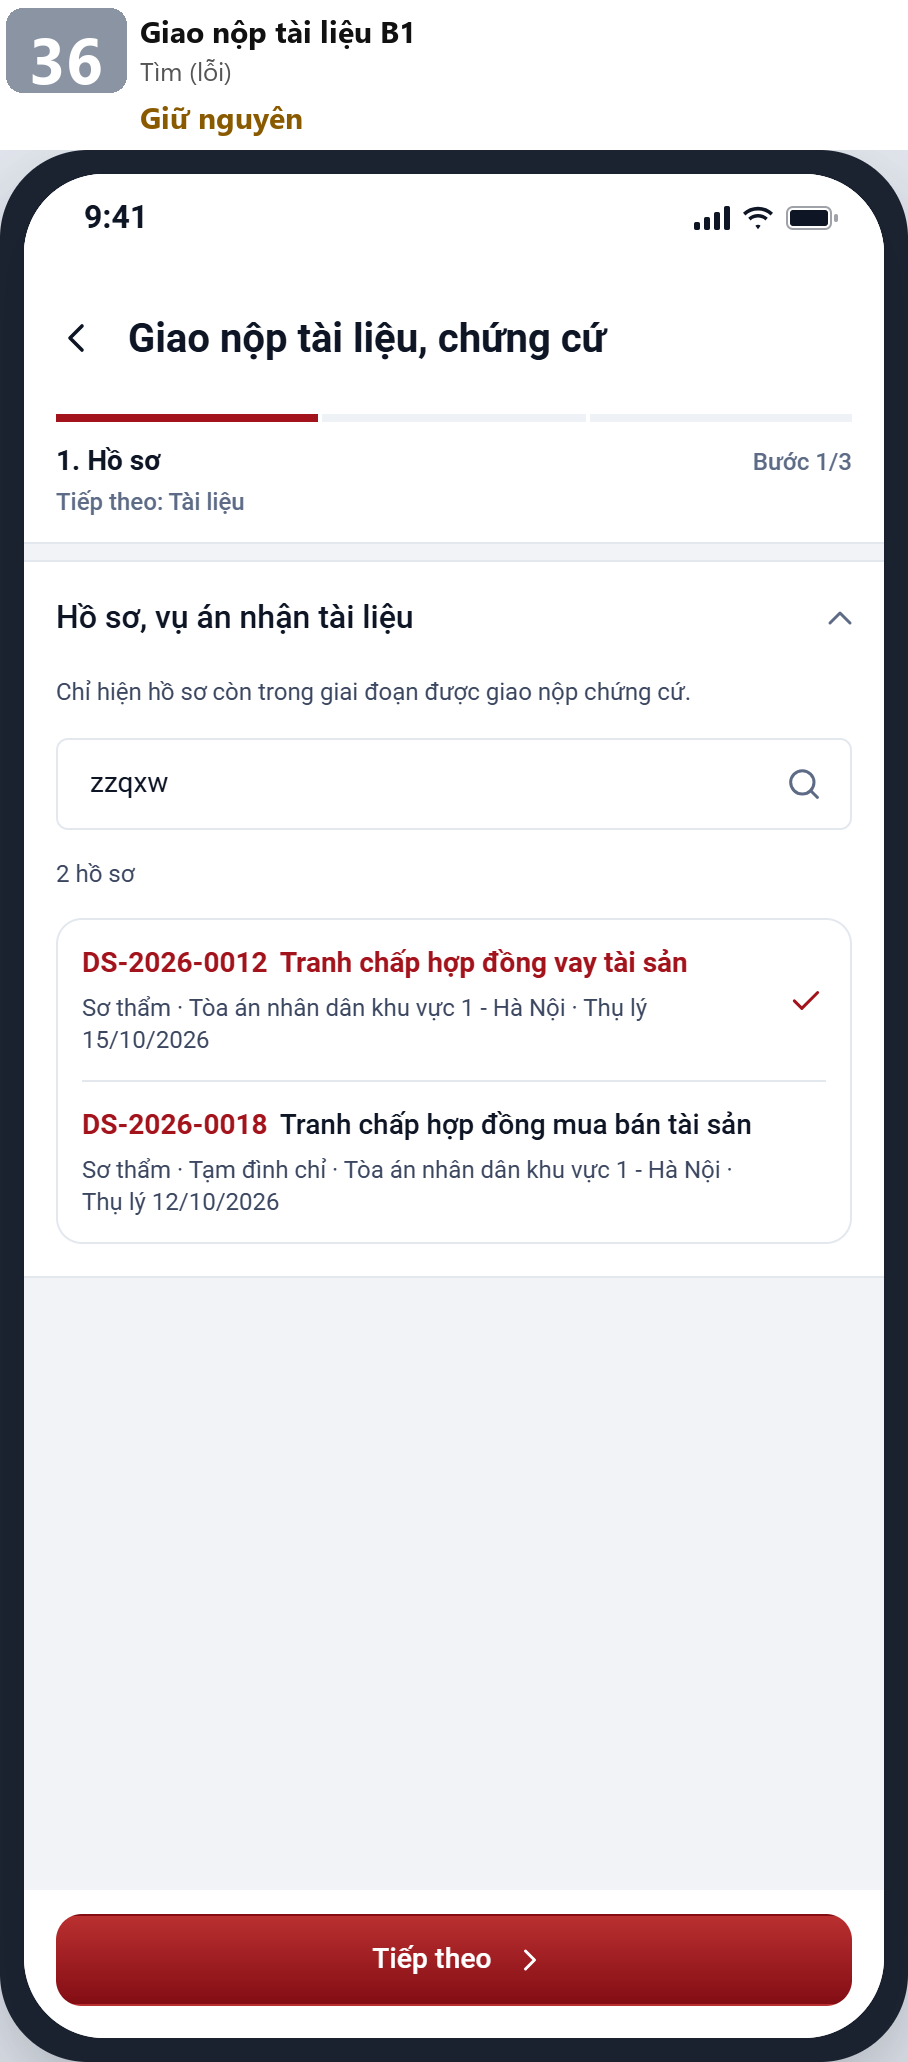 36
Giao nộp tài liệu B1
Tìm (lỗi)
Giữ nguyên
9:41
Giao nộp tài liệu, chứng cứ
1. Hồ sơ
Bước 1/3
Tiếp theo: Tài liệu
Hồ sơ, vụ án nhận tài liệu
Chỉ hiện hồ sơ còn trong giai đoạn được giao nộp chứng cứ.
zzqxw
2 hồ sơ
DS-2026-0012 Tranh chấp hợp đồng vay tài sản
Sơ thẩm · Tòa án nhân dân khu vực 1 - Hà Nội · Thụ lý
15/10/2026
DS-2026-0018 Tranh chấp hợp đồng mua bán tài sản
Sơ thẩm · Tạm đình chỉ · Tòa án nhân dân khu vực 1 - Hà Nội ·
Thụ lý 12/10/2026
Tiếp theo